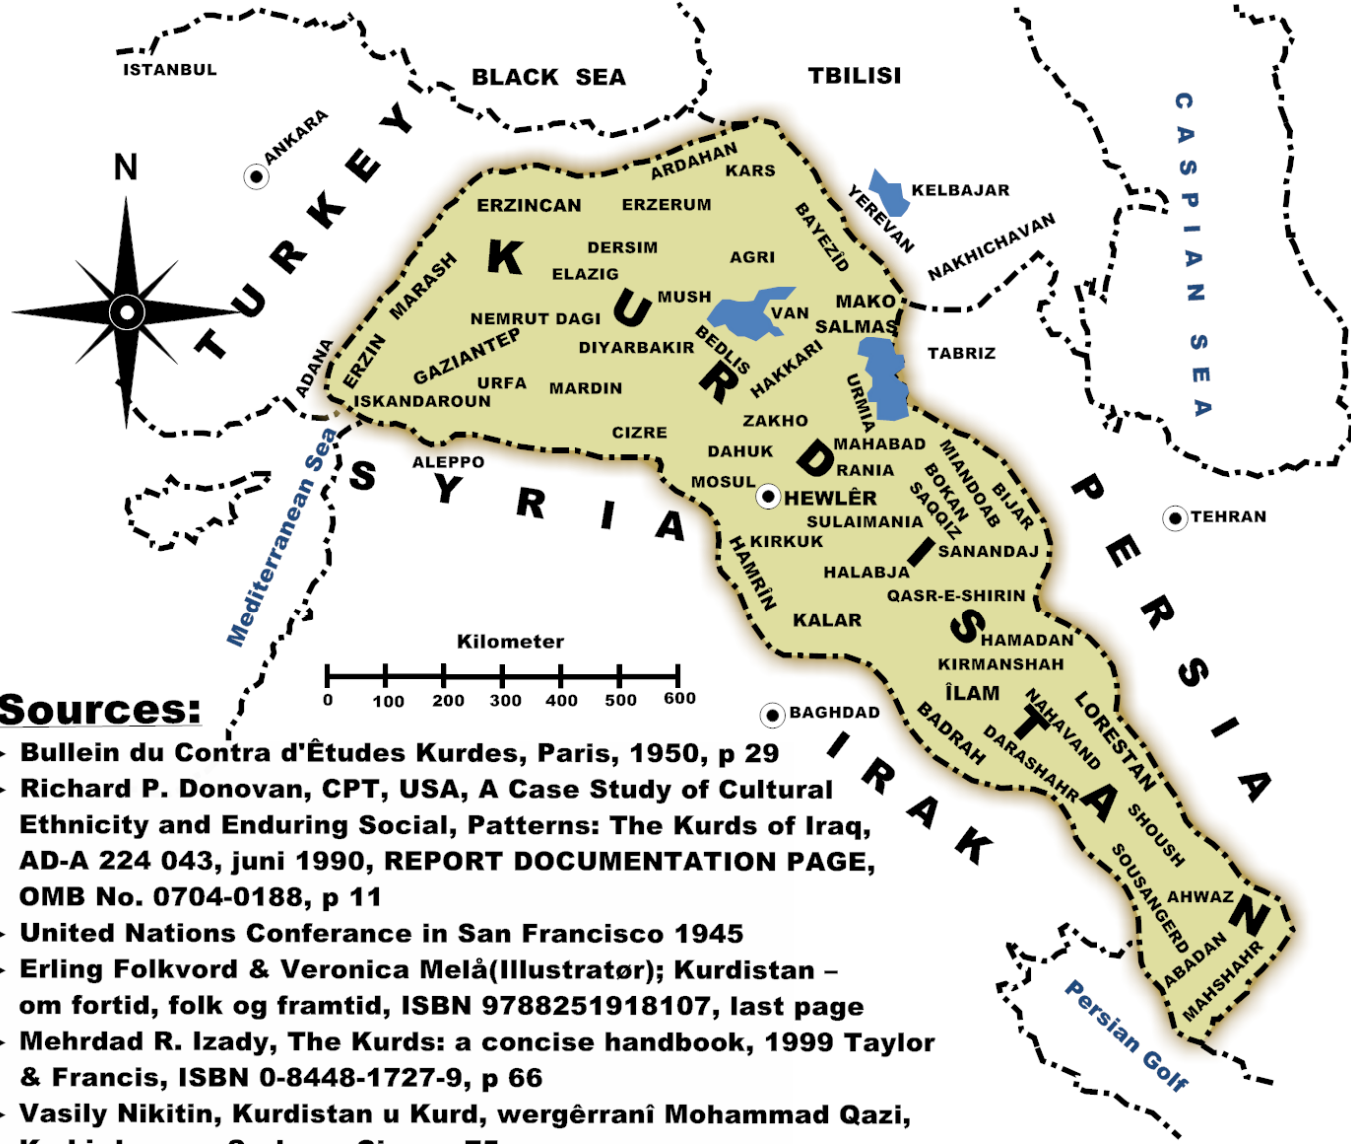 ISTANBUL
BLACK SEA
TBILISI
CASPIAN SEA
ANKARA
TURKEY
N
ARDAHAN
KARS
YEREVAN
KELBAJAR
NAKHICHAVAN
ERZINCAN
ERZERUM
BAYEZÎD
DERSIM
AGRI
ELAZIG
MARASH
MUSH
MAKO
VAN
SALMAS
NEMRUT DAGI
BEDLIS
DIYARBAKIR
TABRIZ
GAZIANTEP
ERZIN
ADANA
HAKKARI
URFA
MARDIN
URMIA
ISKANDAROUN
KURDISTAN
ZAKHO
CIZRE
MAHABAD
DAHUK
ALEPPO
RANIA
MIANDOAB
BOKAN
BIJAR
SAQQIZ
MOSUL
HEWLÊR
SYRIA
PERSIA
TEHRAN
Mediterranean Sea
SULAIMANIA
KIRKUK
HAMRÎN
SANANDAJ
HALABJA
QASR-E-SHIRIN
KALAR
HAMADAN
KIRMANSHAH
ÎLAM
NAHAVAND
LORESTAN
BADRAH
DARASHAHR
BAGHDAD
IRAK
SHOUSH
SOUSANGERD
AHWAZ
ABADAN
MAHSHAHR
Persian Golf
Kilometer
0 100 200 300 400 500 600
Sources:
Bullein du Contra d'Êtudes Kurdes, Paris, 1950, p 29
Richard P. Donovan, CPT, USA, A Case Study of Cultural
Ethnicity and Enduring Social, Patterns: The Kurds of Iraq,
AD-A 224 043, juni 1990, REPORT DOCUMENTATION PAGE,
OMB No. 0704-0188, p 11
United Nations Conferance in San Francisco 1945
Erling Folkvord & Veronica Melå(Illustratør); Kurdistan –
om fortid, folk og framtid, ISBN 9788251918107, last page
Mehrdad R. Izady, The Kurds: a concise handbook, 1999 Taylor
& Francis, ISBN 0-8448-1727-9, p 66
Vasily Nikitin, Kurdistan u Kurd, wergêrranî Mohammad Qazi,